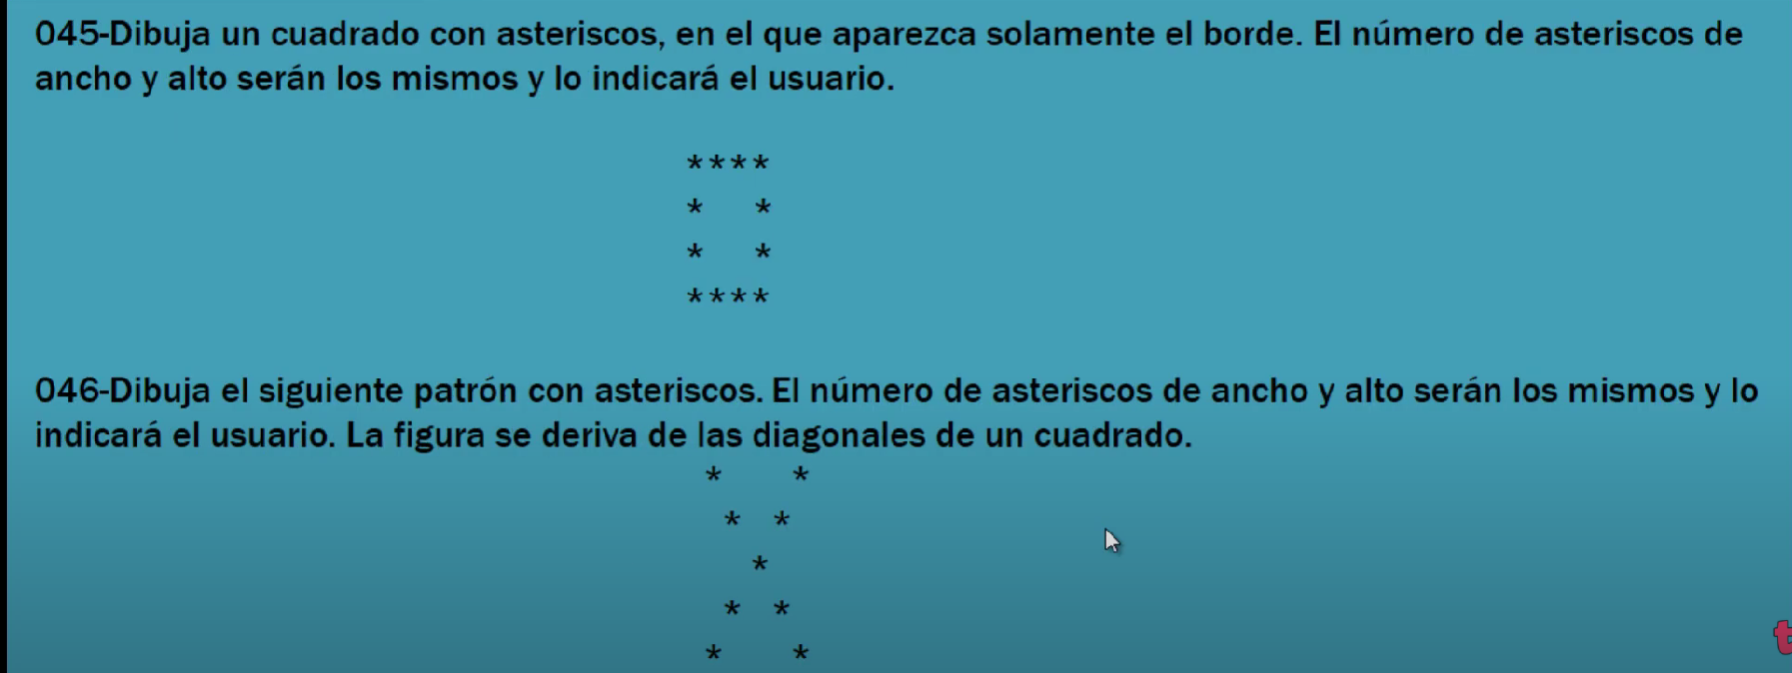 045-Dibuja un cuadrado con asteriscos, en el que aparezca solamente el borde. El número de asteriscos de
ancho y alto serán los mismos y lo indicará el usuario.
****
*  *
*  *
****
046-Dibuja el siguiente patrón con asteriscos. El número de asteriscos de ancho y alto serán los mismos y lo
indicará el usuario. La figura se deriva de las diagonales de un cuadrado.
*   *
 * *
  *
 * *
*   *
t